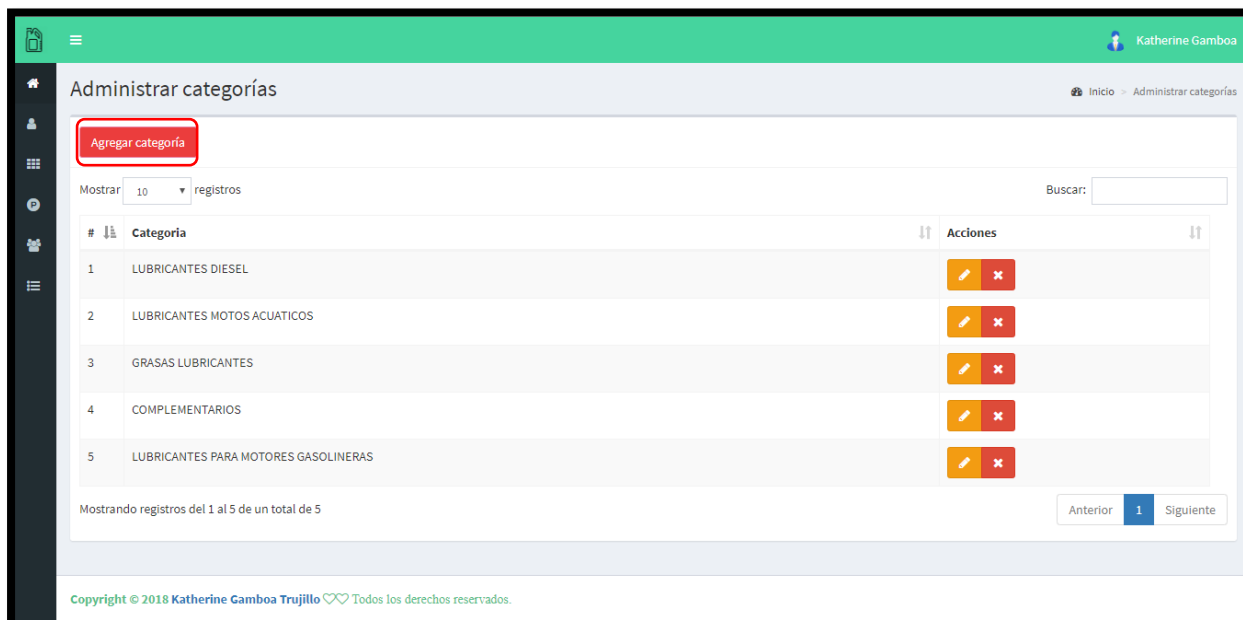 Katherine Gamboa
Administrar categorías
Inicio > Administrar categorías
Agregar categoría
Mostrar 10 registros
Buscar:
# Categoria Acciones
1 LUBRICANTES DIESEL
2 LUBRICANTES MOTOS ACUATICOS
3 GRASAS LUBRICANTES
4 COMPLEMENTARIOS
5 LUBRICANTES PARA MOTORES GASOLINERAS
Mostrando registros del 1 al 5 de un total de 5
Anterior 1 Siguiente
Copyright © 2018 Katherine Gamboa Trujillo Todos los derechos reservados.